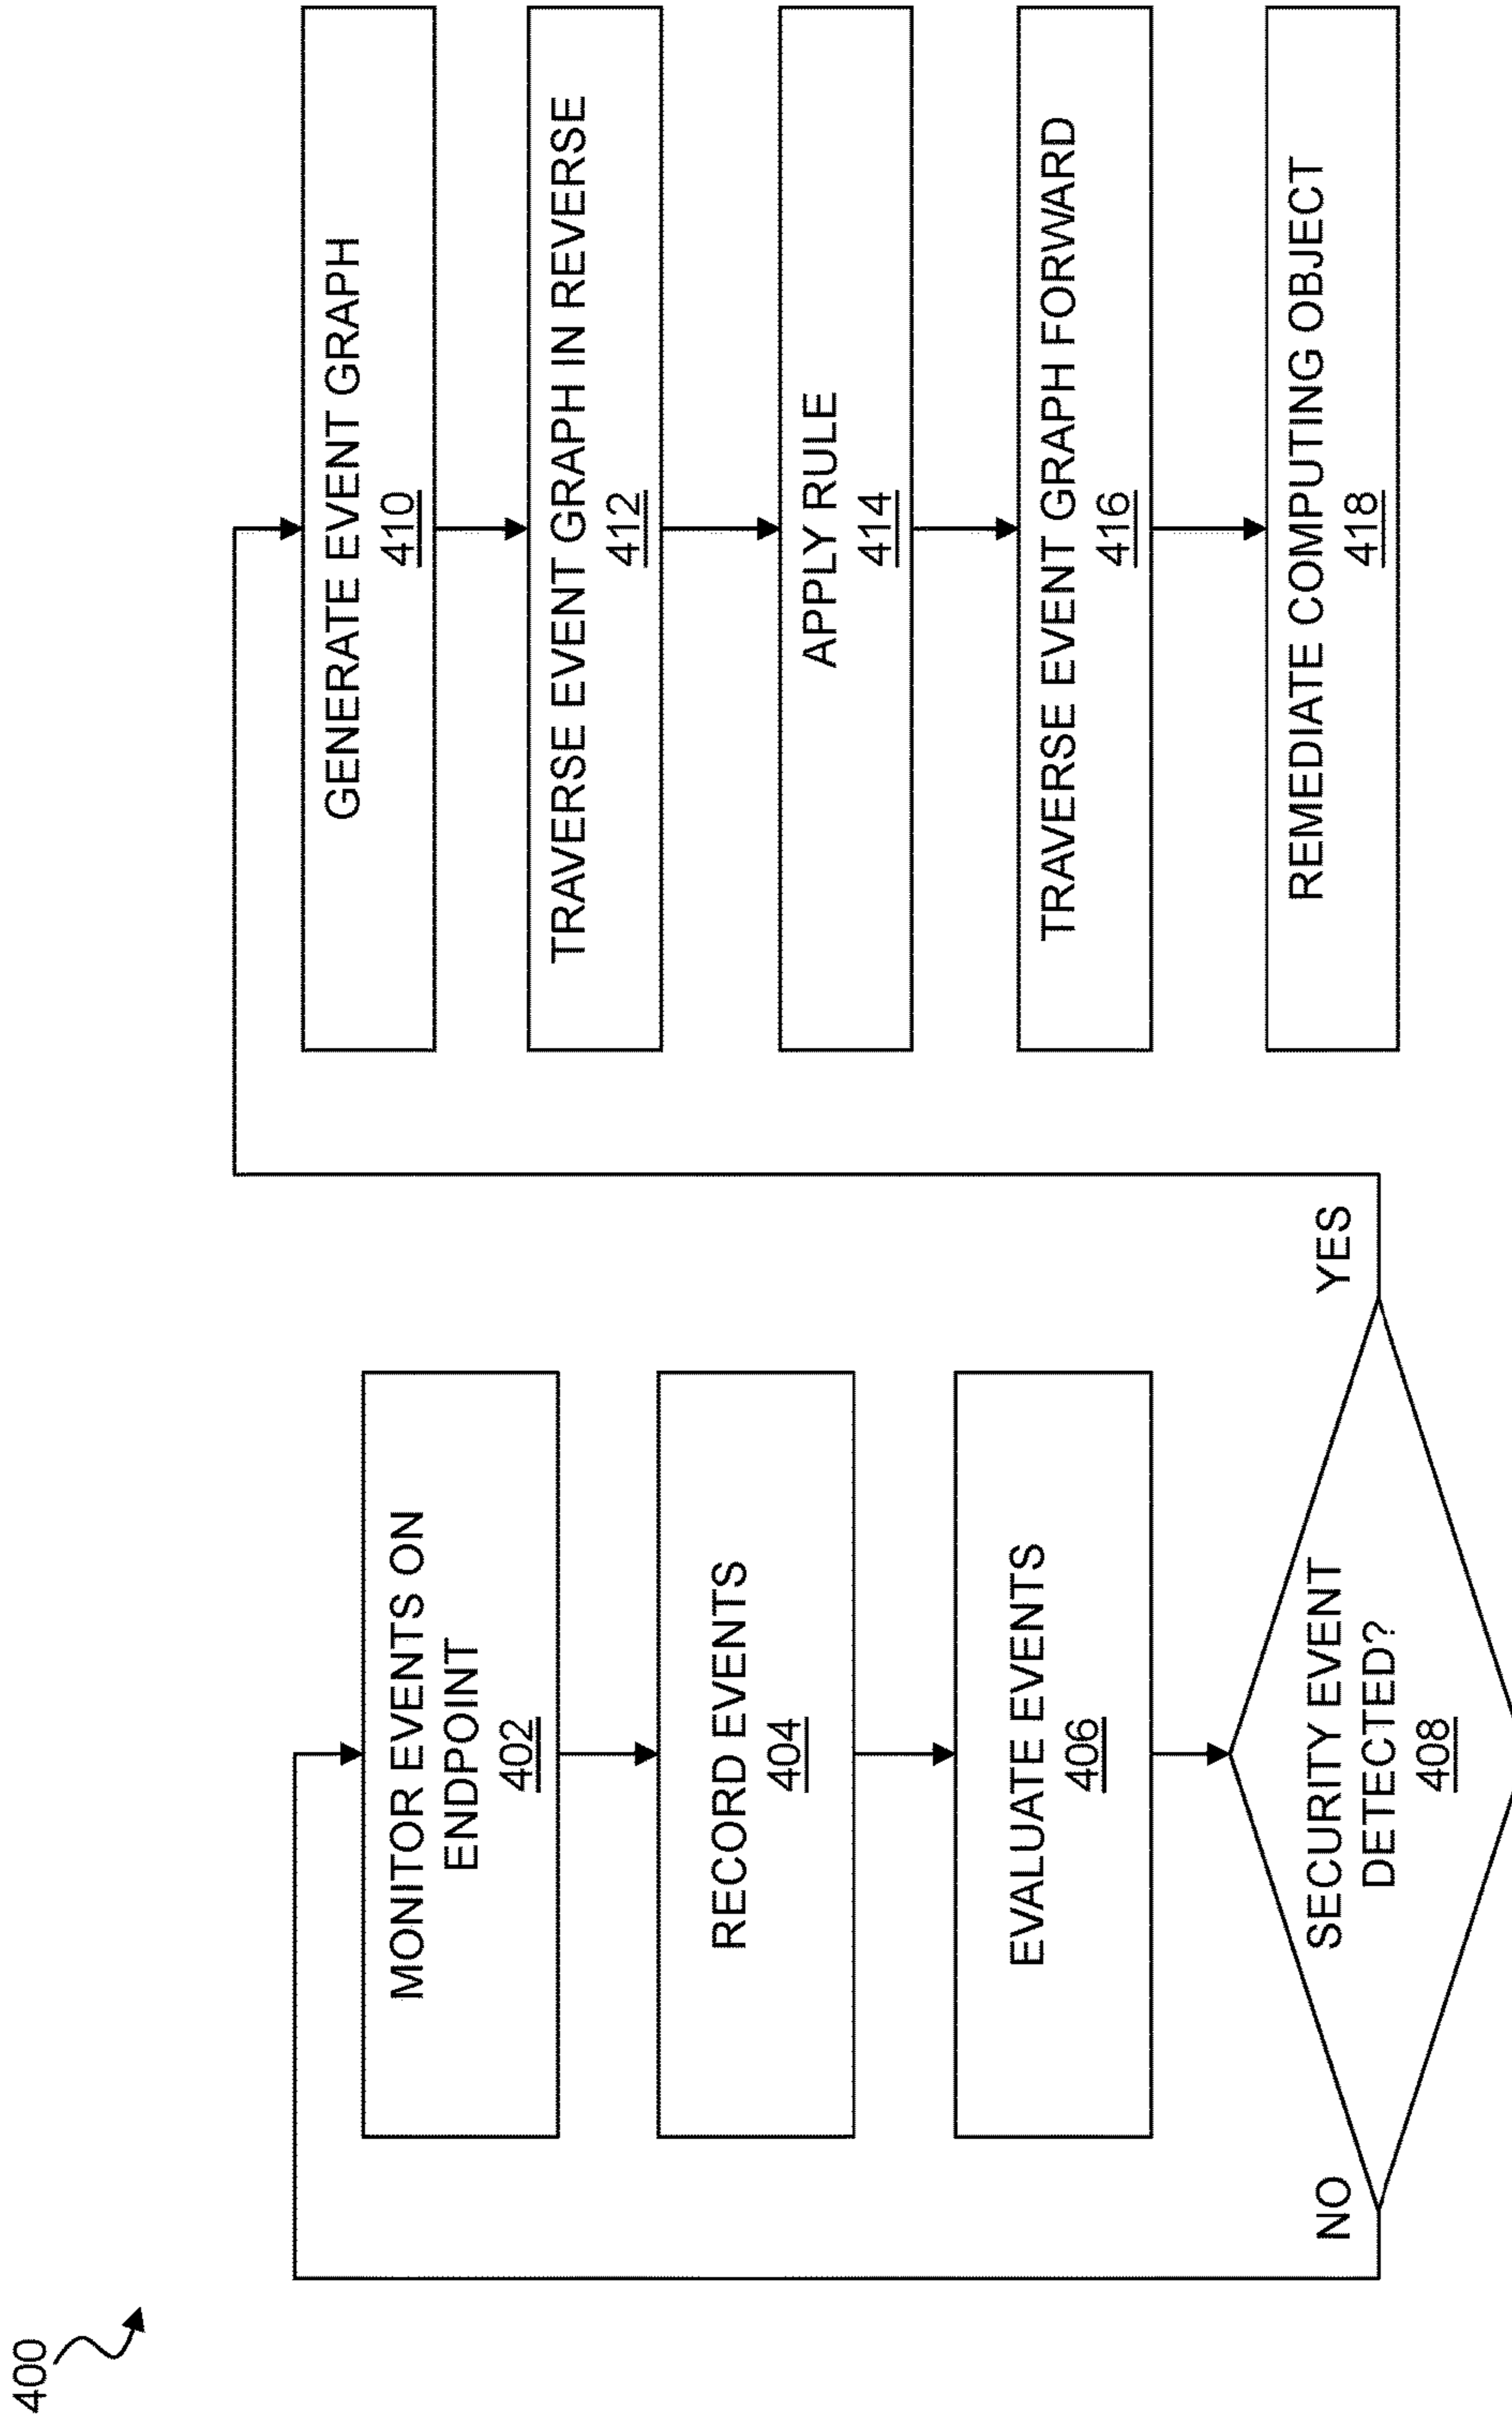 400
MONITOR EVENTS ON
ENDPOINT
402
RECORD EVENTS
404
EVALUATE EVENTS
406
SECURITY EVENT
DETECTED?
408
NO
YES
GENERATE EVENT GRAPH
410
TRAVERSE EVENT GRAPH IN REVERSE
412
APPLY RULE
414
TRAVERSE EVENT GRAPH FORWARD
416
REMEDIATE COMPUTING OBJECT
418